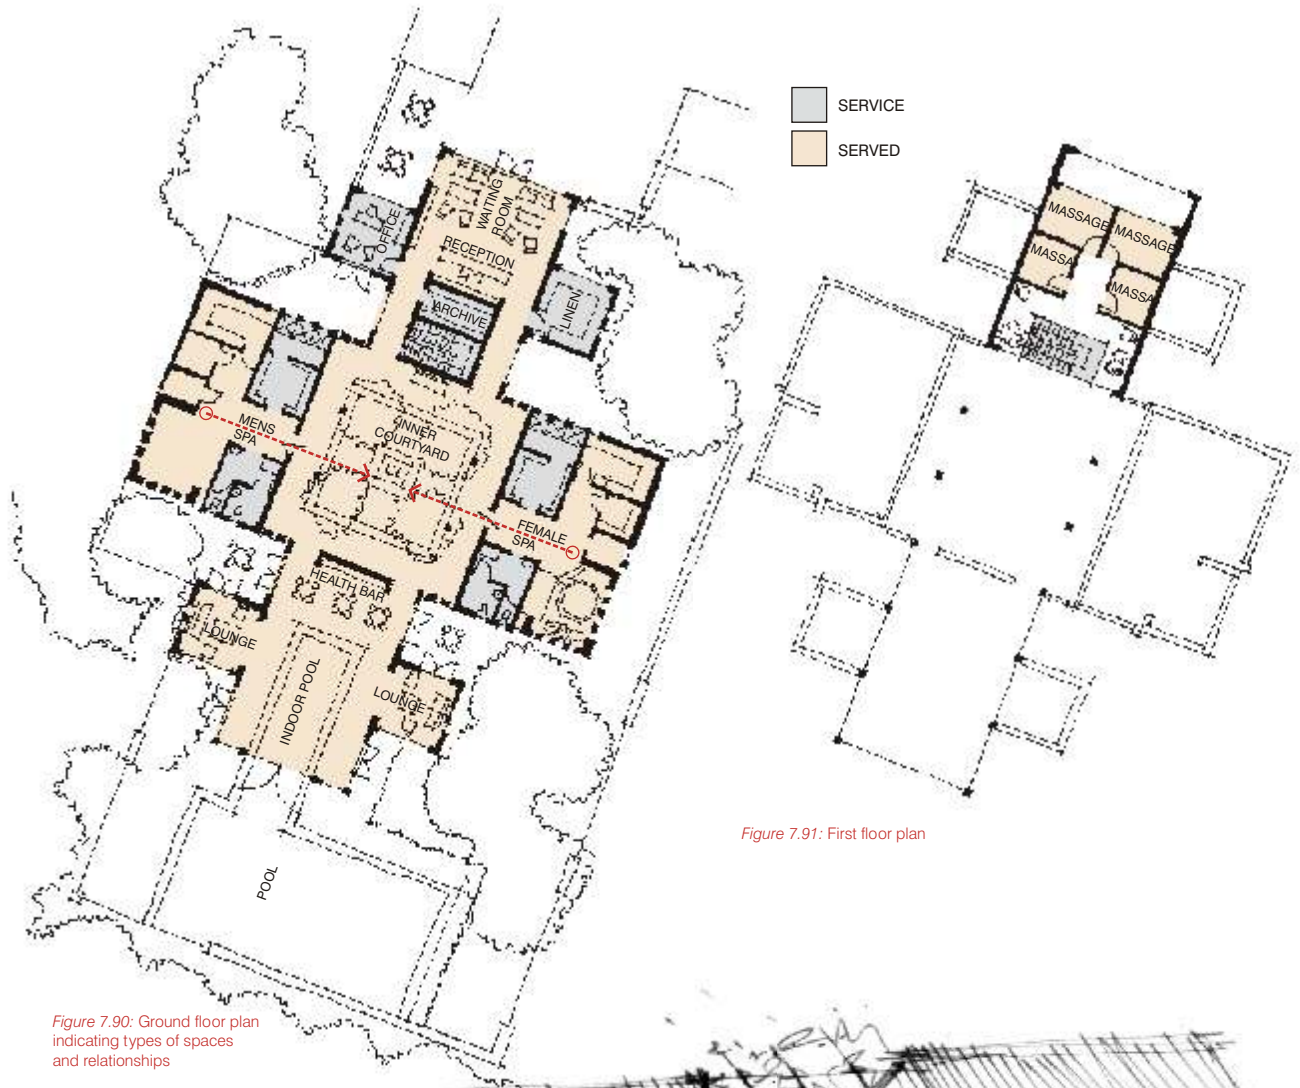 SERVICE
SERVED
WAITING
ROOM
OFFICE
RECEPTION
ARCHIVE
LINEN
MENS
SPA
INNER
COURTYARD
FEMALE
SPA
HEALTH BAR
LOUNGE
LOUNGE
INDOOR POOL
POOL
MASSAGE
MASSAGE
MASSA
MASSA
Figure 7.91: First floor plan
Figure 7.90: Ground floor plan
indicating types of spaces
and relationships